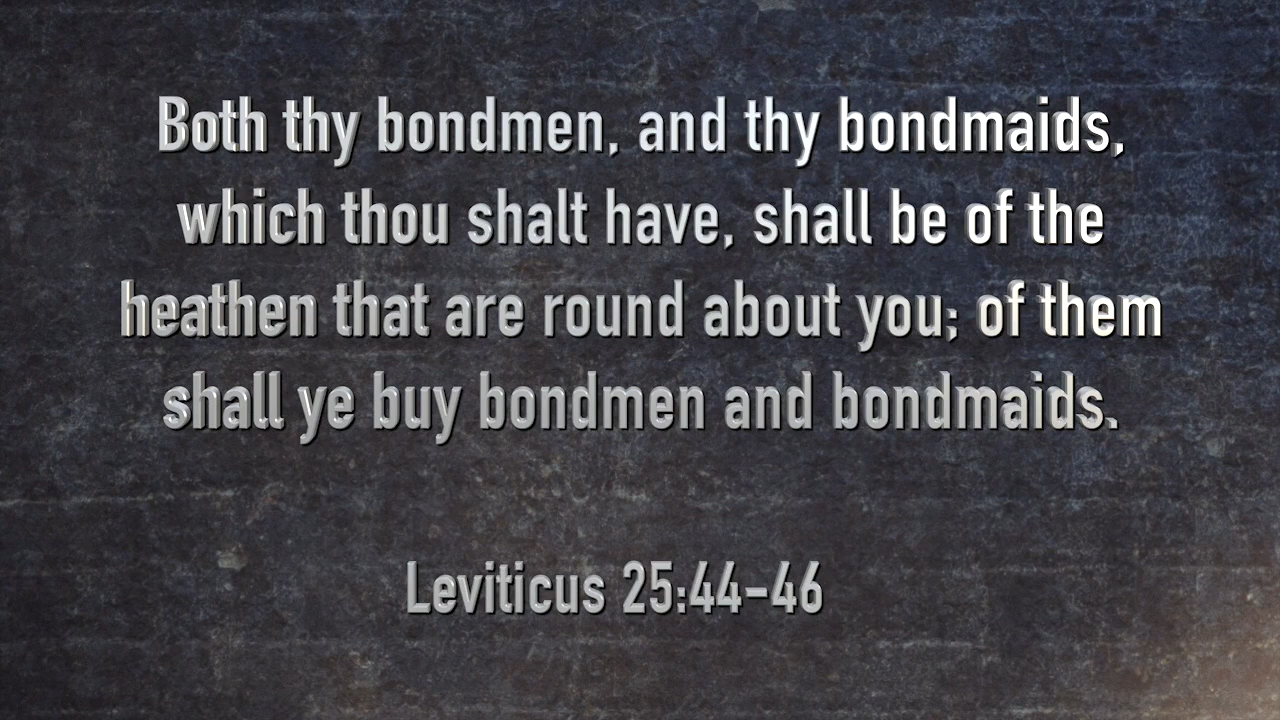 Both thy bondmen, and thy bondmaids,
which thou shalt have, shall be of the
heathen that are round about you; of them
shall ye buy bondmen and bondmaids.
Leviticus 25:44-46